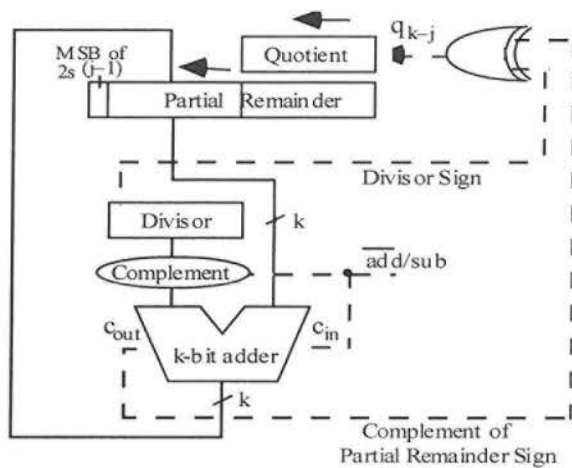 q k–j
MSB of
2s (j–1)
Quotient
Partial Remainder
Divisor Sign
Divisor
k
Complement
add/sub
c out
c in
k-bit adder
k
Complement of
Partial Remainder Sign